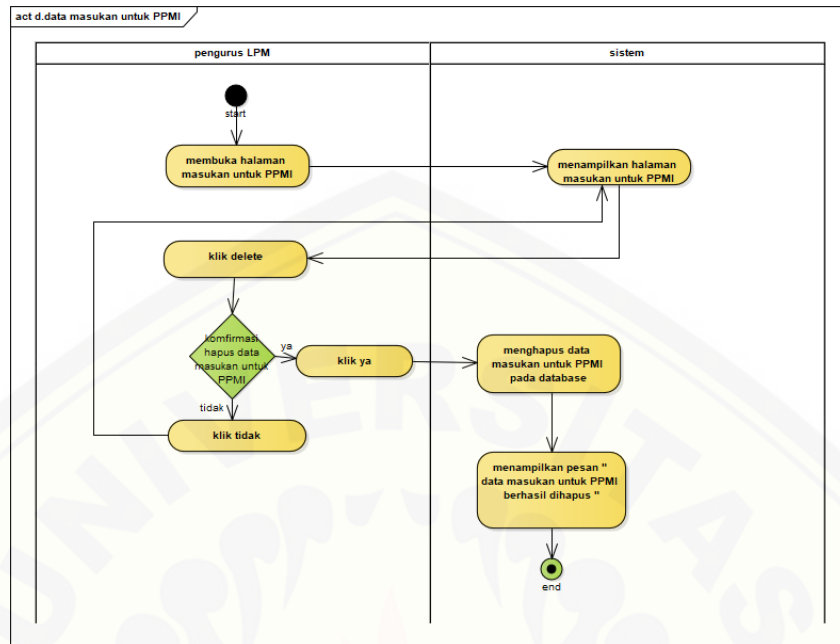 act d.data masukan untuk PPMI
pengurus LPM
sistem
start
membuka halaman
masukan untuk PPMI
menampilkan halaman
masukan untuk PPMI
klik delete
komfirmasi
hapus data
masukan untuk
PPMI
ya
klik ya
menghapus data
masukan untuk PPMI
pada database
tidak
klik tidak
menampilkan pesan "
data masukan untuk PPMI
berhasil dihapus "
end
UNIVERSITAS